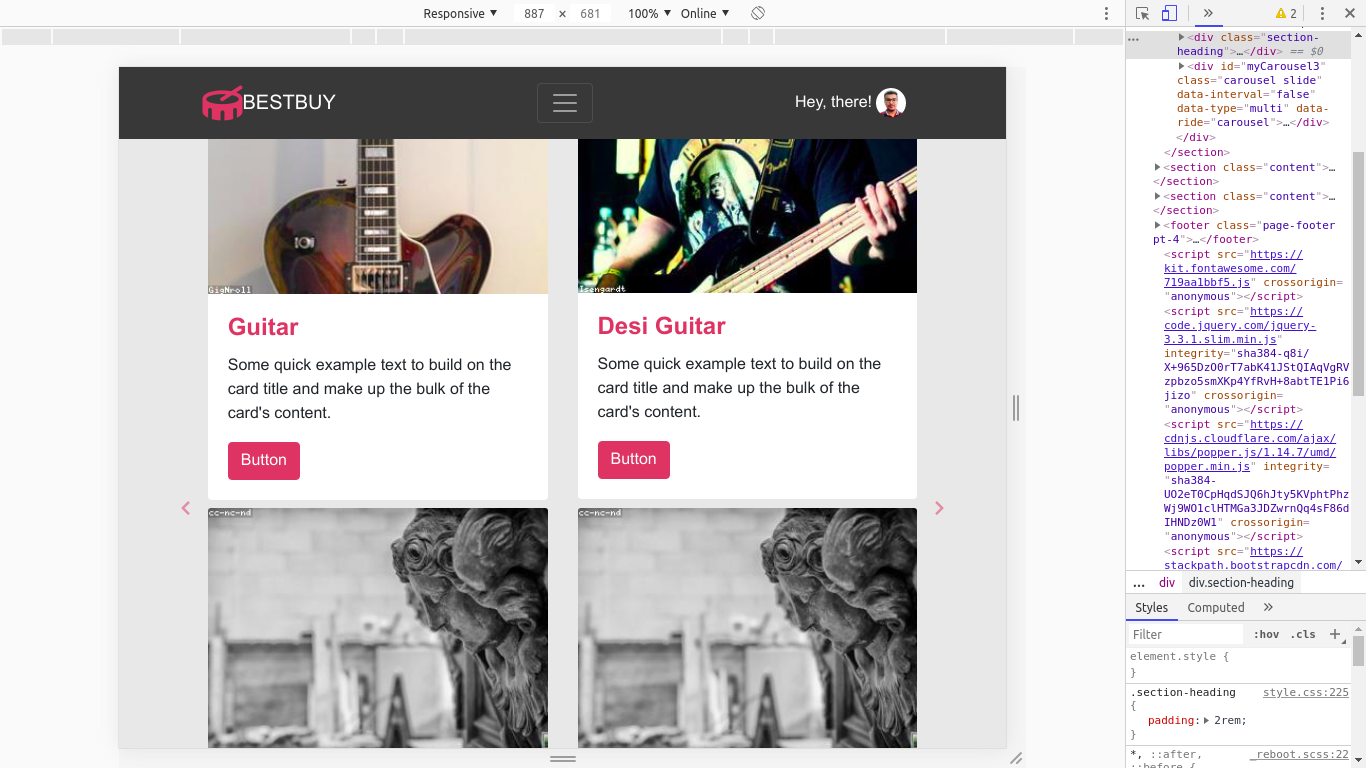 Responsive ▼ 887 × 681 100% ▼ Online ▼
BESTBUY
Hey, there!
GigNroll
Isengardt
Guitar
Some quick example text to build on the
card title and make up the bulk of the
card's content.
Button
Desi Guitar
Some quick example text to build on the
card title and make up the bulk of the
card's content.
Button
cc-nc-nd
cc-nc-nd
2
… <div class="section-
heading">…</div> == $0
<div id="myCarousel3"
class="carousel slide"
data-interval="false"
data-type="multi" data-
ride="carousel">…</div>
</div>
</section>
<section class="content">…
</section>
<section class="content">…
</section>
<footer class="page-footer
pt-4">…</footer>
<script src="https://
kit.fontawesome.com/
719aa1bbf5.js" crossorigin=
"anonymous"></script>
<script src="https://
code.jquery.com/jquery-
3.3.1.slim.min.js"
integrity="sha384-q8i/
X+965DzO0rT7abK41JStQIAqVgRV
zpbzo5smXKp4YfRvH+8abtTE1Pi6
jizo" crossorigin=
"anonymous"></script>
<script src="https://
cdnjs.cloudflare.com/ajax/
libs/popper.js/1.14.7/umd/
popper.min.js" integrity=
"sha384-
UO2eT0CpHqdSJQ6hJty5KVphtPhz
Wj9WO1clHTMGa3JDZwrnQq4sF86d
IHNDz0W1" crossorigin=
"anonymous"></script>
<script src="https://
stackpath.bootstrapcdn.com/
… div div.section-heading
Styles Computed
Filter :hov .cls
element.style {
}
.section-heading style.css:225
{
padding: 2rem;
}
*, ::after, _reboot.scss:22
::before {